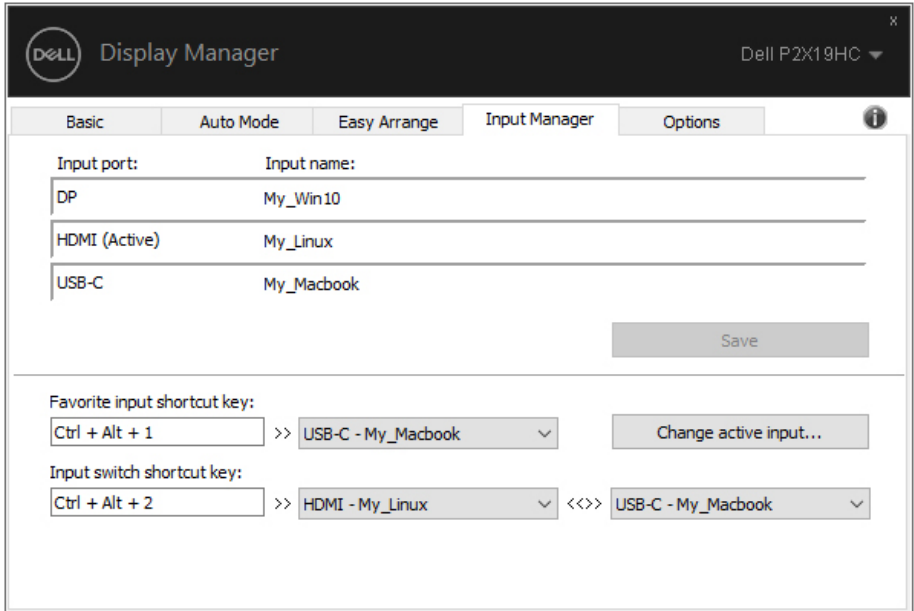 x
DELL Display Manager Dell P2X19HC
Basic Auto Mode Easy Arrange Input Manager Options i
Input port: Input name:
DP My_Win10
HDMI (Active) My_Linux
USB-C My_Macbook
Save
Favorite input shortcut key:
Ctrl + Alt + 1 >> USB-C - My_Macbook Change active input...
Input switch shortcut key:
Ctrl + Alt + 2 >> HDMI - My_Linux <<>> USB-C - My_Macbook